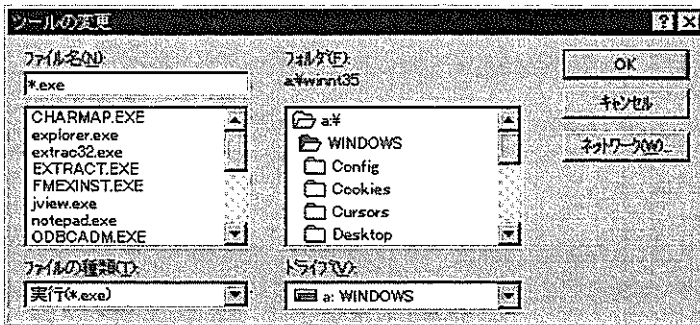 ツールの変更
ファイル名(N):
*.exe
CHARMAP.EXE
explorer.exe
extrac32.exe
EXTRACT.EXE
FMEXINST.EXE
jview.exe
notepad.exe
ODBCADM.EXE
ファイルの種類(T):
実行(*.exe)
フォルダ(F):
a:¥winnt35
a:¥
WINDOWS
Config
Cookies
Cursors
Desktop
ドライブ(V):
a: WINDOWS
OK
キャンセル
ネットワーク(W)...